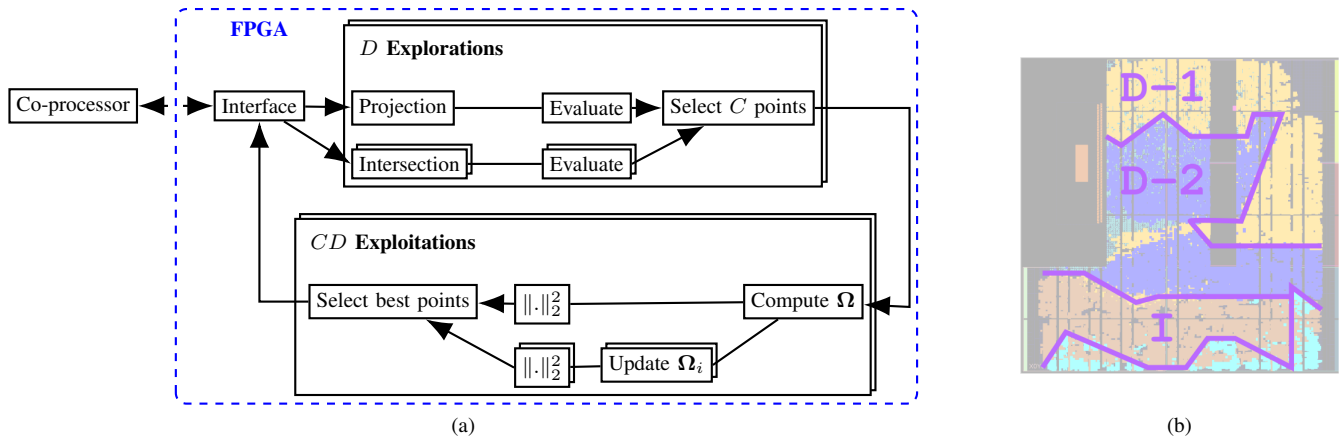 FPGA
D Explorations
Co-processor
Interface
Projection
Evaluate
Select C points
Intersection
Evaluate
CD Exploitations
Select best points
‖.‖₂²
Compute Ω
‖.‖₂²
Update Ωᵢ
(a)
D-1
D-2
I
(b)